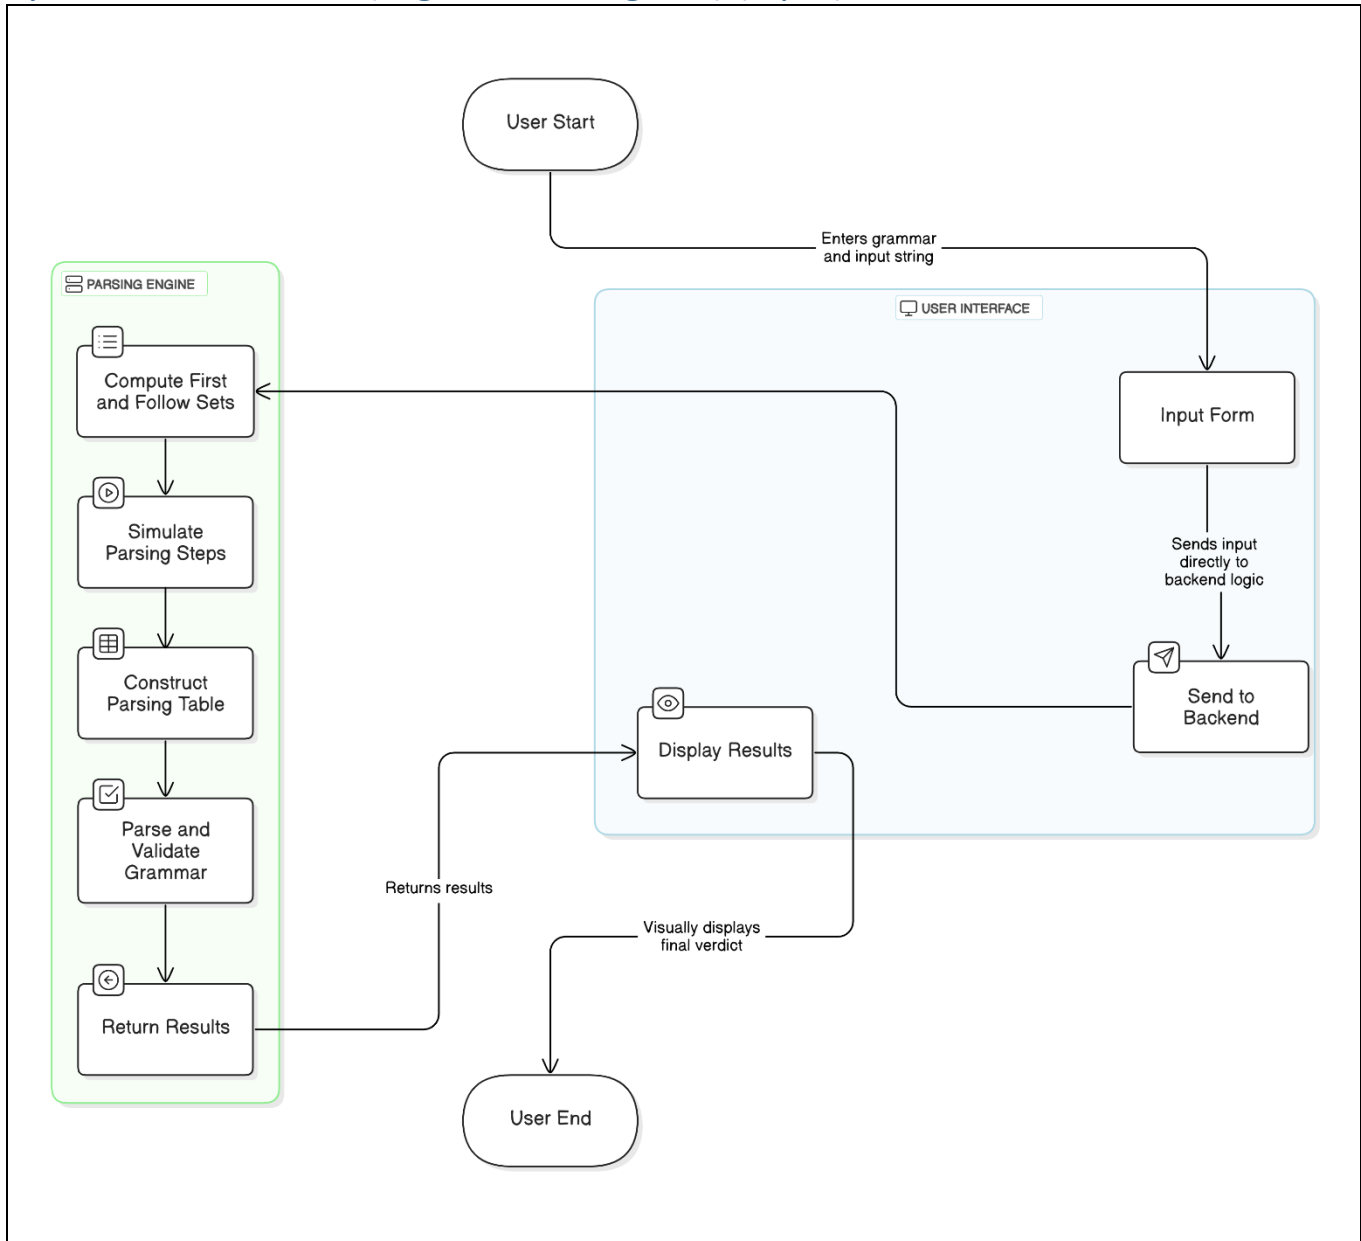 User Start
Enters grammar
and input string
PARSING ENGINE
USER INTERFACE
Compute First
and Follow Sets
Input Form
Simulate
Parsing Steps
Sends input
directly to
backend logic
Construct
Parsing Table
Send to
Backend
Display Results
Parse and
Validate
Grammar
Returns results
Visually displays
final verdict
Return Results
User End